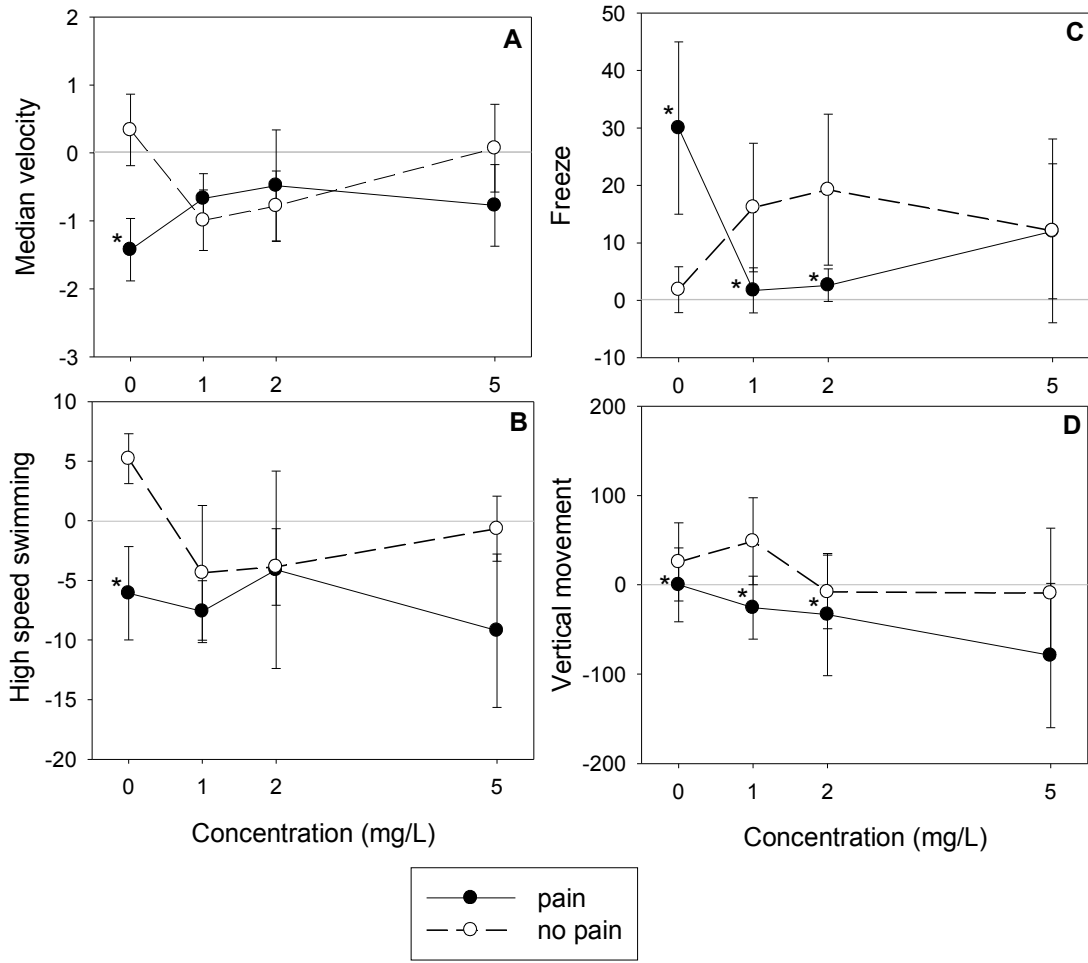 A
Median velocity
2
1
0
-1
-2
-3
0 1 2 5
*
B
High speed swimming
10
5
0
-5
-10
-15
-20
0 1 2 5
*
Concentration (mg/L)
C
Freeze
50
40
30
20
10
0
-10
0 1 2 5
*
*
*
D
Vertical movement
200
100
0
-100
-200
0 1 2 5
*
*
*
Concentration (mg/L)
pain
no pain